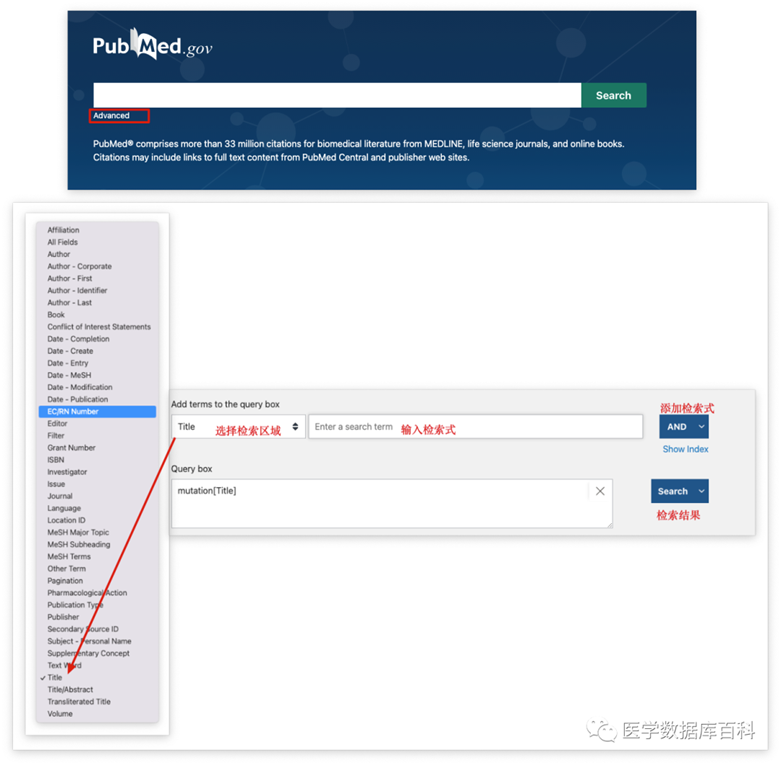 PubMed.gov
Search
Advanced
PubMed® comprises more than 33 million citations for biomedical literature from MEDLINE, life science journals, and online books.
Citations may include links to full text content from PubMed Central and publisher web sites.
Affiliation
All Fields
Author
Author - Corporate
Author - First
Author - Identifier
Author - Last
Book
Conflict of Interest Statements
Date - Completion
Date - Create
Date - Entry
Date - MeSH
Date - Modification
Date - Publication
EC/RN Number
Editor
Filter
Grant Number
ISBN
Investigator
Issue
Journal
Language
Location ID
MeSH Major Topic
MeSH Subheading
MeSH Terms
Other Term
Pagination
Pharmacological Action
Publication Type
Publisher
Secondary Source ID
Subject - Personal Name
Supplementary Concept
Text Word
✓ Title
Title/Abstract
Transliterated Title
Volume
Add terms to the query box
添加检索式
Title 选择检索区域 Enter a search term 输入检索式 AND
Show Index
Query box
mutation[Title]
Search
检索结果
医学数据库百科